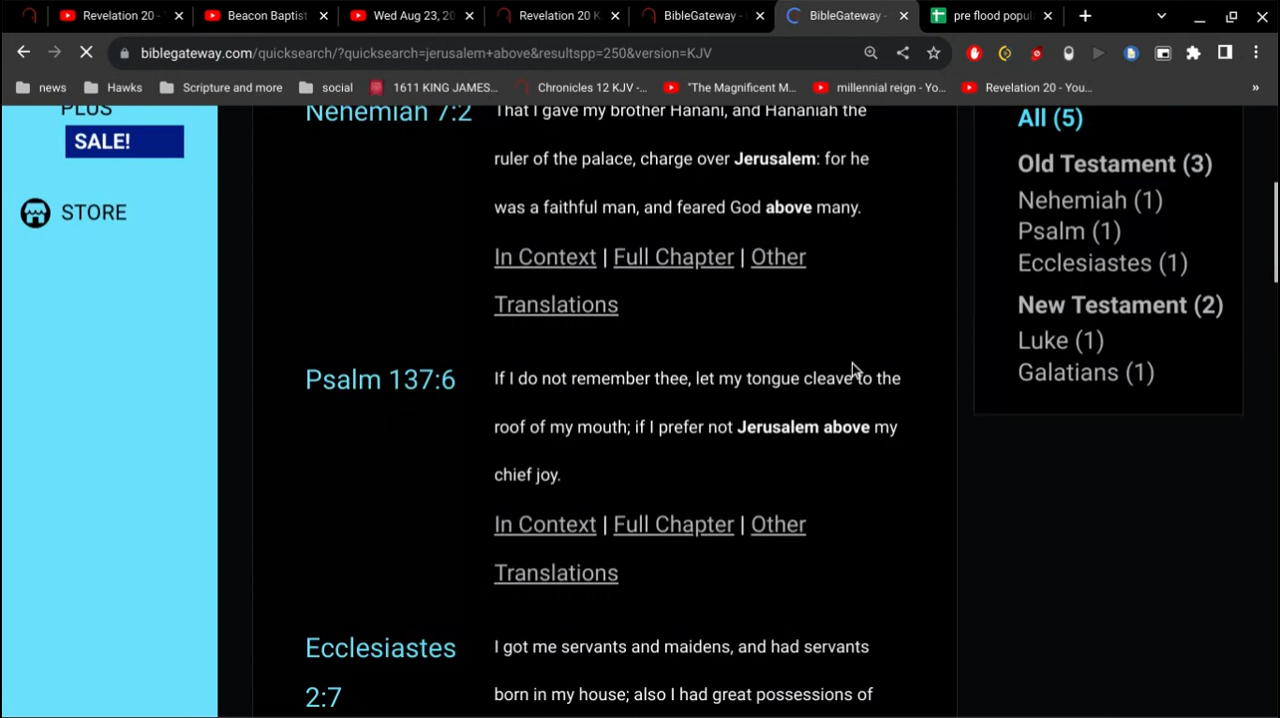 Revelation 20 -
Beacon Baptist
Wed Aug 23, 20
Revelation 20 K
BibleGateway -
BibleGateway -
pre flood popu
biblegateway.com/quicksearch/?quicksearch=jerusalem+above&resultspp=250&version=KJV
news
Hawks
Scripture and more
social
1611 KING JAMES...
Chronicles 12 KJV -...
"The Magnificent M...
millennial reign - Yo...
Revelation 20 - You...
»
PLUS
SALE!
STORE
Nehemiah 7:2
That I gave my brother Hanani, and Hananiah the
ruler of the palace, charge over Jerusalem: for he
was a faithful man, and feared God above many.
In Context | Full Chapter | Other
Translations
Psalm 137:6
If I do not remember thee, let my tongue cleave to the
roof of my mouth; if I prefer not Jerusalem above my
chief joy.
In Context | Full Chapter | Other
Translations
Ecclesiastes
2:7
I got me servants and maidens, and had servants
born in my house; also I had great possessions of
All (5)
Old Testament (3)
Nehemiah (1)
Psalm (1)
Ecclesiastes (1)
New Testament (2)
Luke (1)
Galatians (1)